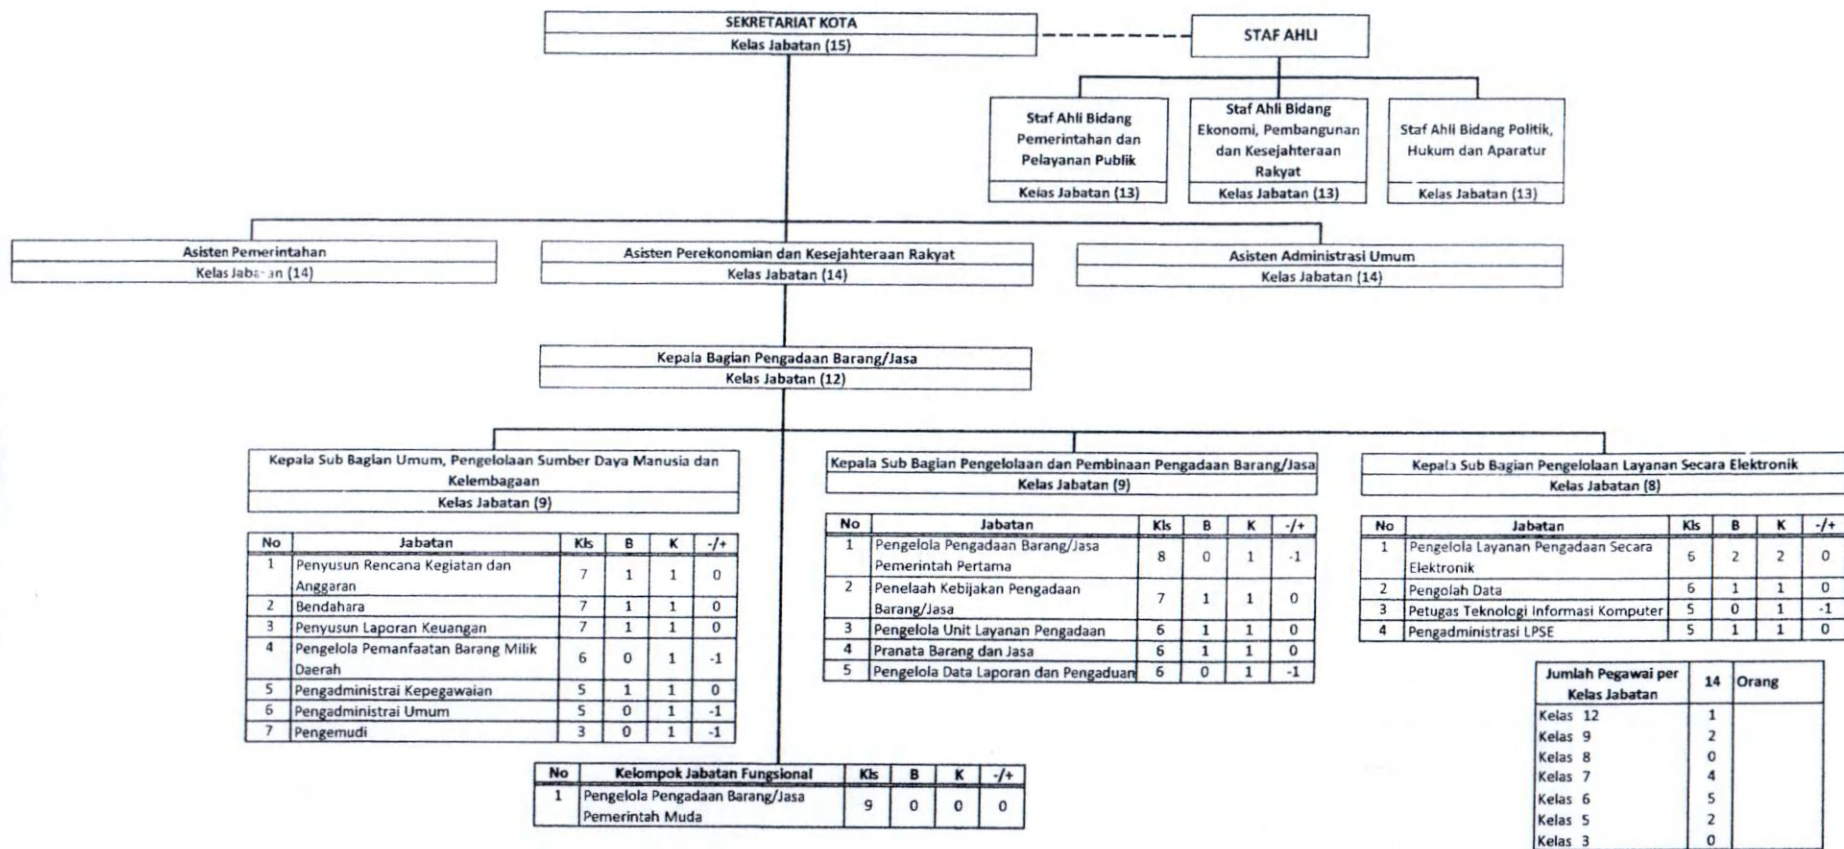 SEKRETARIAT KOTA
Kelas Jabatan (15)
STAF AHLI
Staf Ahli Bidang
Pemerintahan dan
Pelayanan Publik
Kelas Jabatan (13)
Staf Ahli Bidang
Ekonomi, Pembangunan
dan Kesejahteraan
Rakyat
Kelas Jabatan (13)
Staf Ahli Bidang Politik,
Hukum dan Aparatur
Kelas Jabatan (13)
Asisten Pemerintahan
Kelas Jabatan (14)
Asisten Perekonomian dan Kesejahteraan Rakyat
Kelas Jabatan (14)
Asisten Administrasi Umum
Kelas Jabatan (14)
Kepala Bagian Pengadaan Barang/Jasa
Kelas Jabatan (12)
Kepala Sub Bagian Umum, Pengelolaan Sumber Daya Manusia dan
Kelembagaan
Kelas Jabatan (9)
No Jabatan Kls B K -/+
1 Penyusun Rencana Kegiatan dan
Anggaran 7 1 1 0
2 Bendahara 7 1 1 0
3 Penyusun Laporan Keuangan 7 1 1 0
4 Pengelola Pemanfaatan Barang Milik
Daerah 6 0 1 -1
5 Pengadministrai Kepegawaian 5 1 1 0
6 Pengadministrai Umum 5 0 1 -1
7 Pengemudi 3 0 1 -1
Kepala Sub Bagian Pengelolaan dan Pembinaan Pengadaan Barang/Jasa
Kelas Jabatan (9)
No Jabatan Kls B K -/+
1 Pengelola Pengadaan Barang/Jasa
Pemerintah Pertama 8 0 1 -1
2 Penelaah Kebijakan Pengadaan
Barang/Jasa 7 1 1 0
3 Pengelola Unit Layanan Pengadaan 6 1 1 0
4 Pranata Barang dan Jasa 6 1 1 0
5 Pengelola Data Laporan dan Pengaduan 6 0 1 -1
Kepala Sub Bagian Pengelolaan Layanan Secara Elektronik
Kelas Jabatan (8)
No Jabatan Kls B K -/+
1 Pengelola Layanan Pengadaan Secara
Elektronik 6 2 2 0
2 Pengolah Data 6 1 1 0
3 Petugas Teknologi Informasi Komputer 5 0 1 -1
4 Pengadministrasi LPSE 5 1 1 0
No Kelompok Jabatan Fungsional Kls B K -/+
1 Pengelola Pengadaan Barang/Jasa
Pemerintah Muda 9 0 0 0
Jumlah Pegawai per
Kelas Jabatan 14 Orang
Kelas 12 1
Kelas 9 2
Kelas 8 0
Kelas 7 4
Kelas 6 5
Kelas 5 2
Kelas 3 0